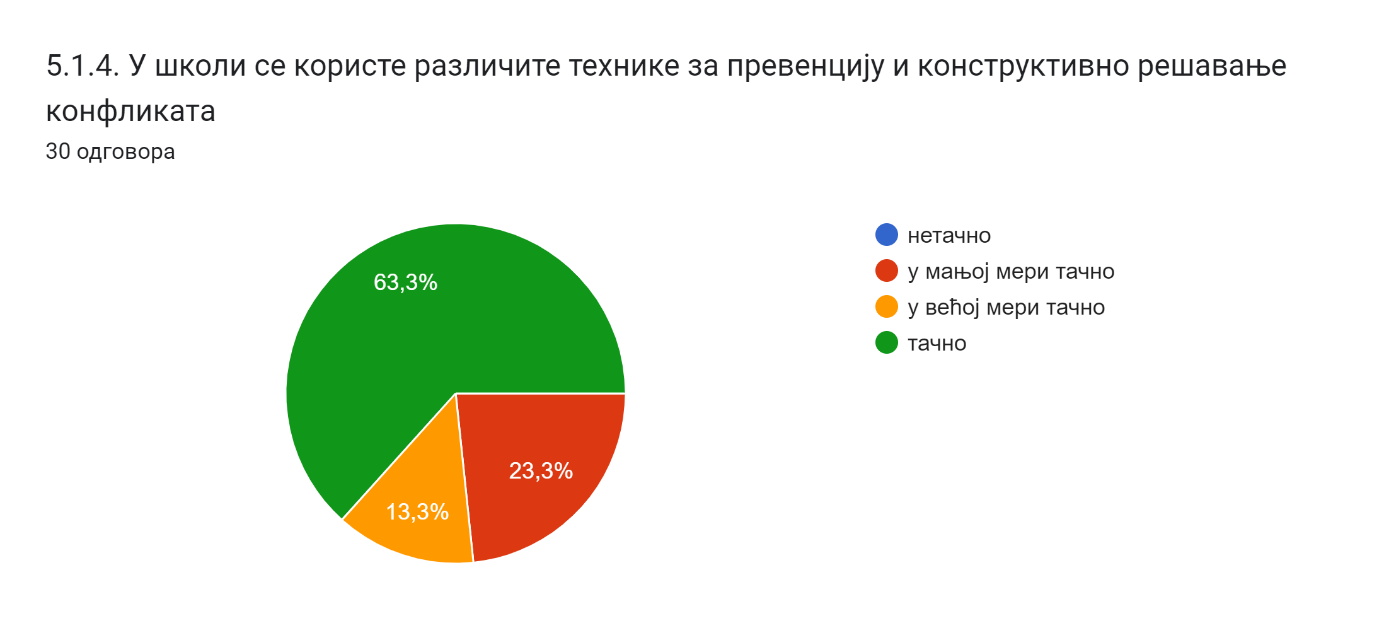 5.1.4. У школи се користе различите технике за превенцију и конструктивно решавање
конфликата
30 одговора
нетачно
у мањој мери тачно
у већој мери тачно
тачно
63,3%
23,3%
13,3%